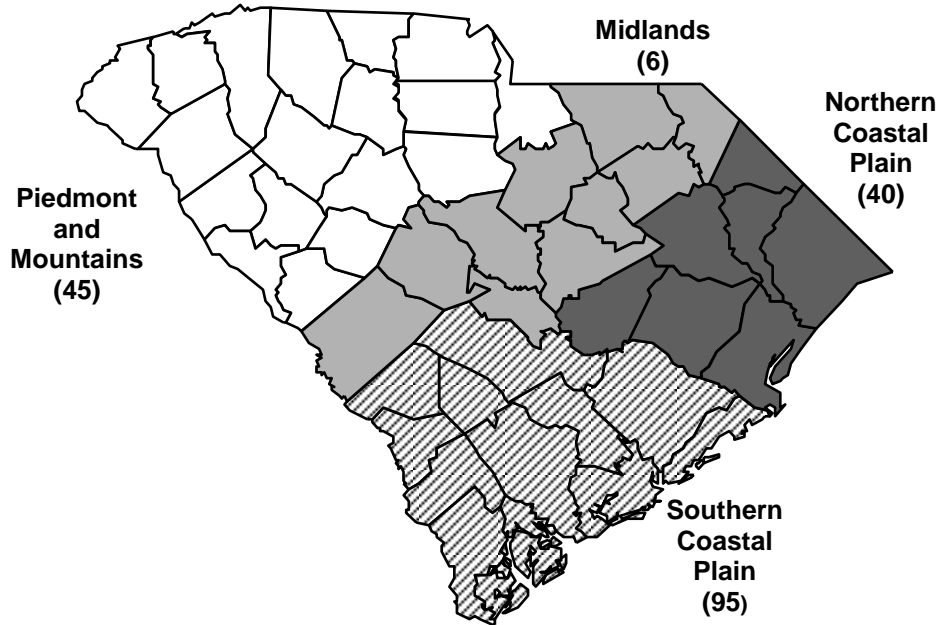 Midlands
(6)
Northern
Coastal
Plain
(40)
Piedmont
and
Mountains
(45)
Southern
Coastal
Plain
(95)